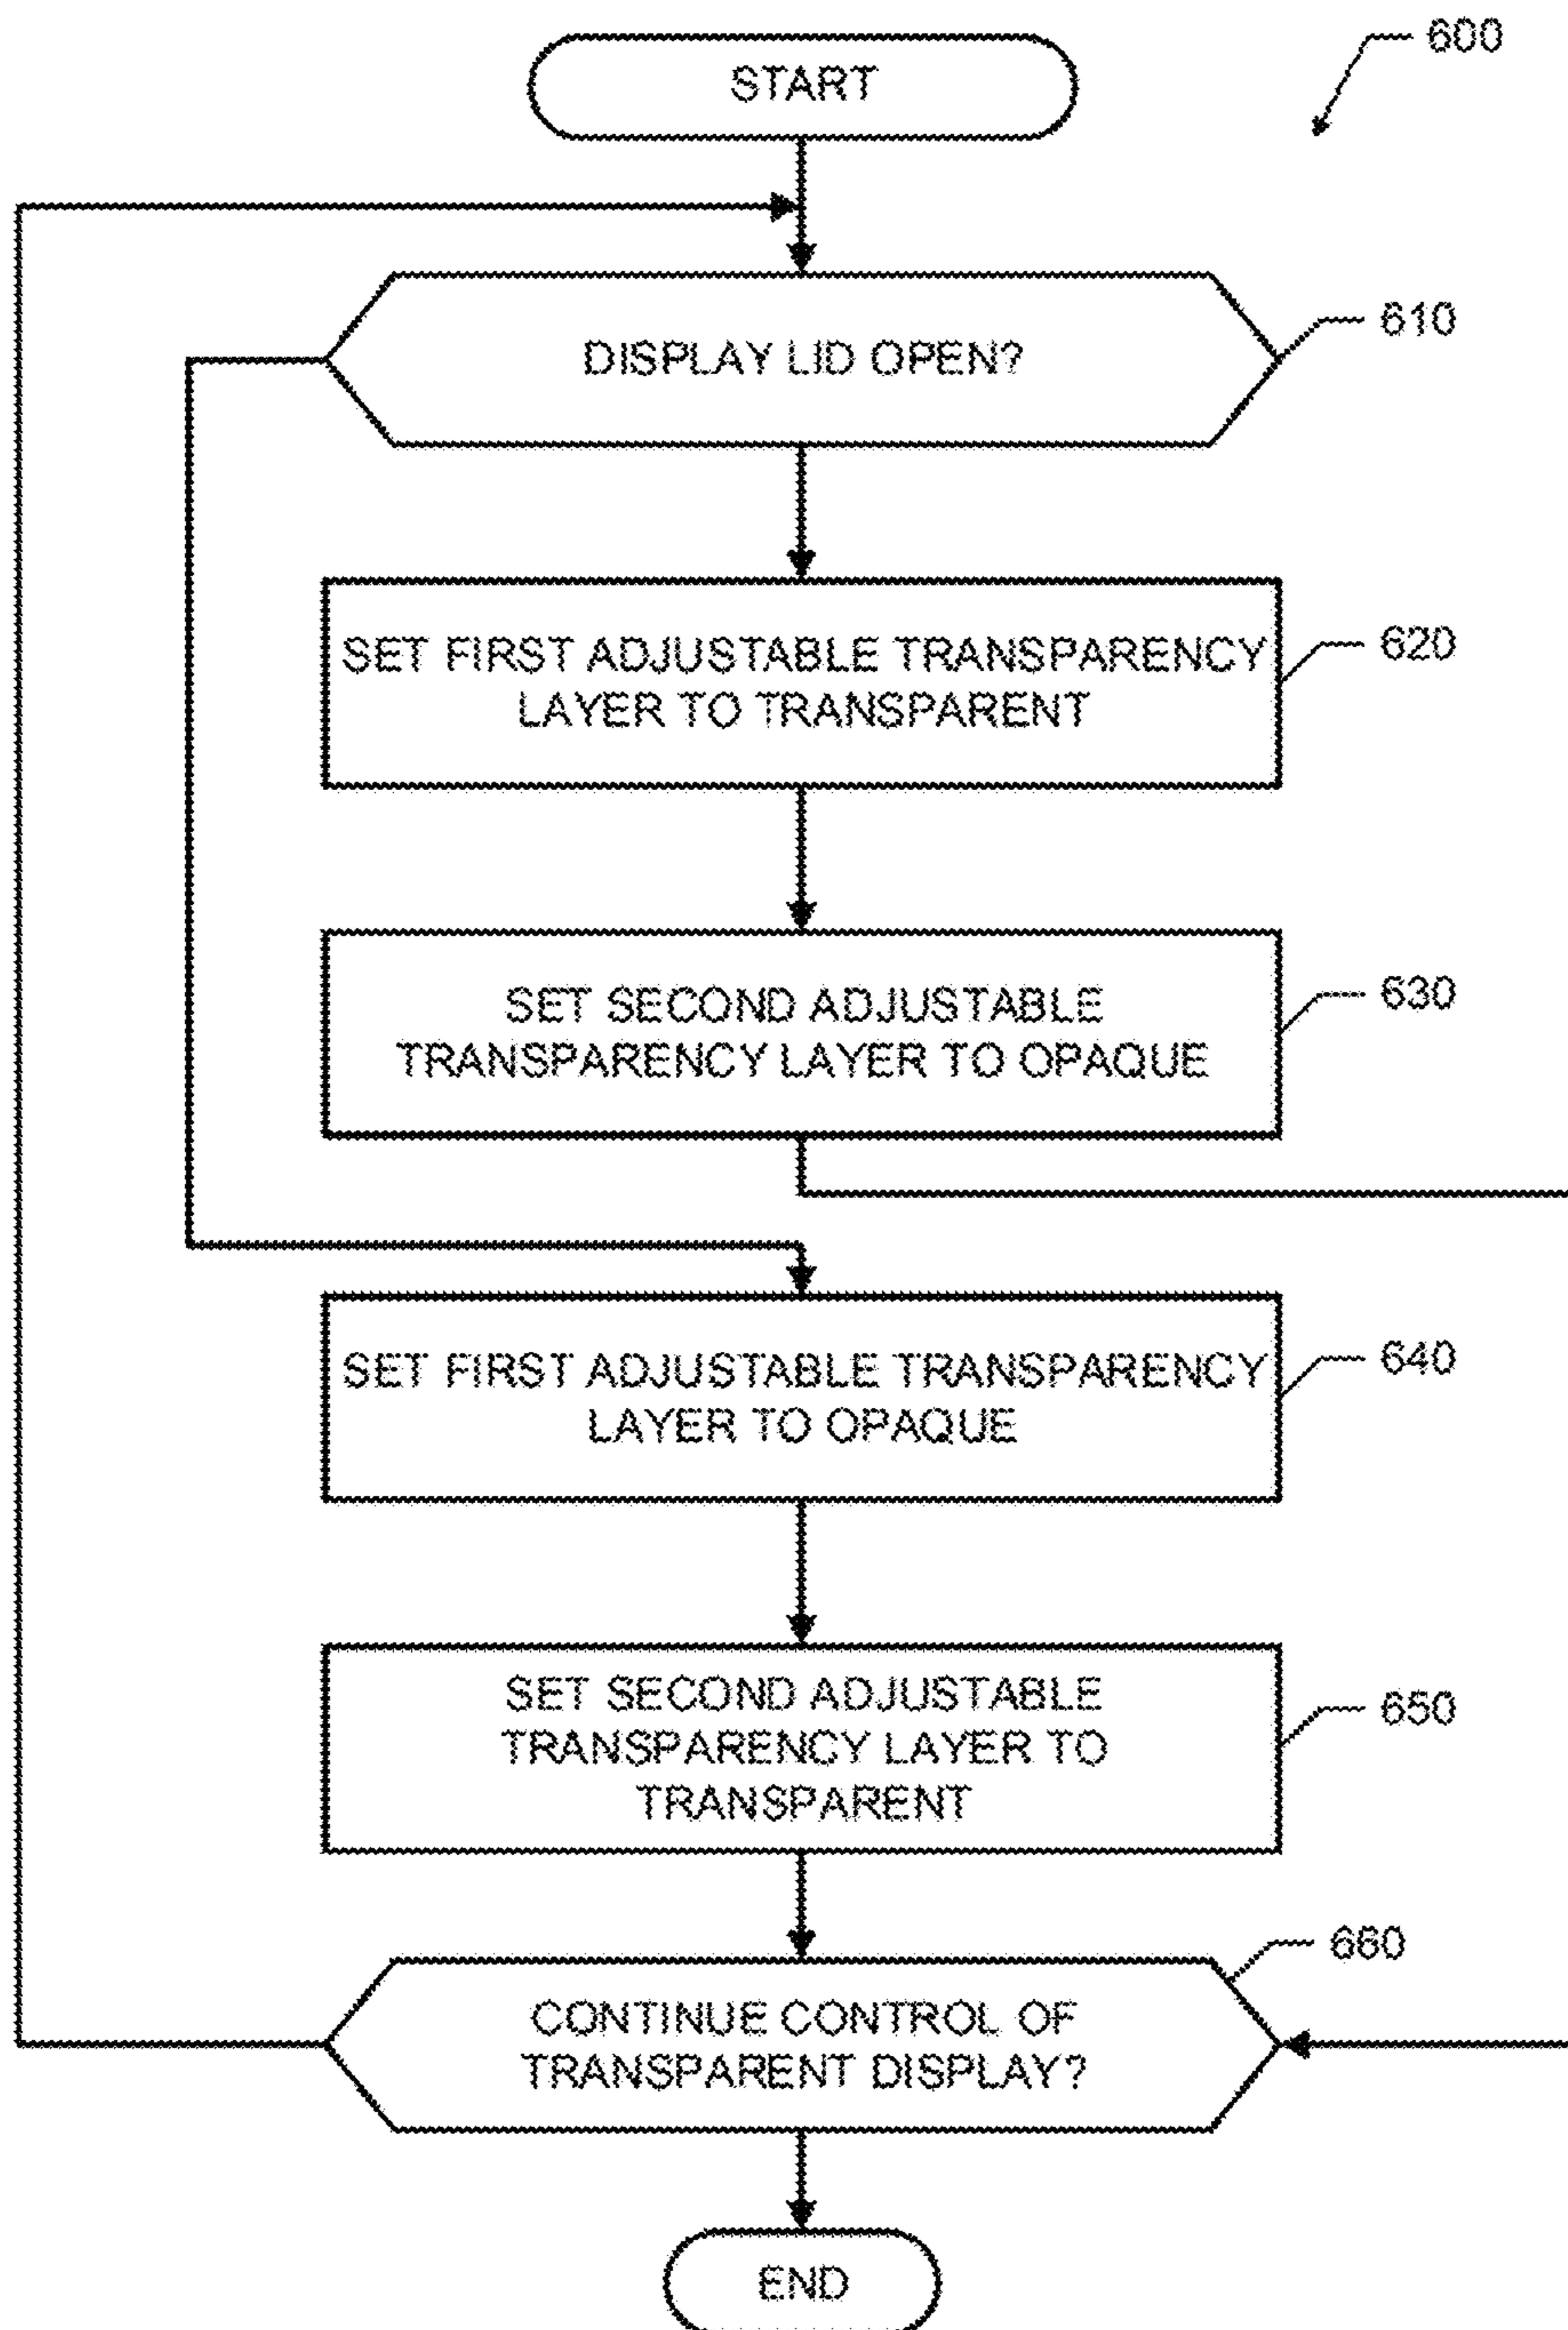 600
START
DISPLAY LID OPEN?
610
SET FIRST ADJUSTABLE TRANSPARENCY
LAYER TO TRANSPARENT
620
SET SECOND ADJUSTABLE
TRANSPARENCY LAYER TO OPAQUE
630
SET FIRST ADJUSTABLE TRANSPARENCY
LAYER TO OPAQUE
640
SET SECOND ADJUSTABLE
TRANSPARENCY LAYER TO
TRANSPARENT
650
660
CONTINUE CONTROL OF
TRANSPARENT DISPLAY?
END